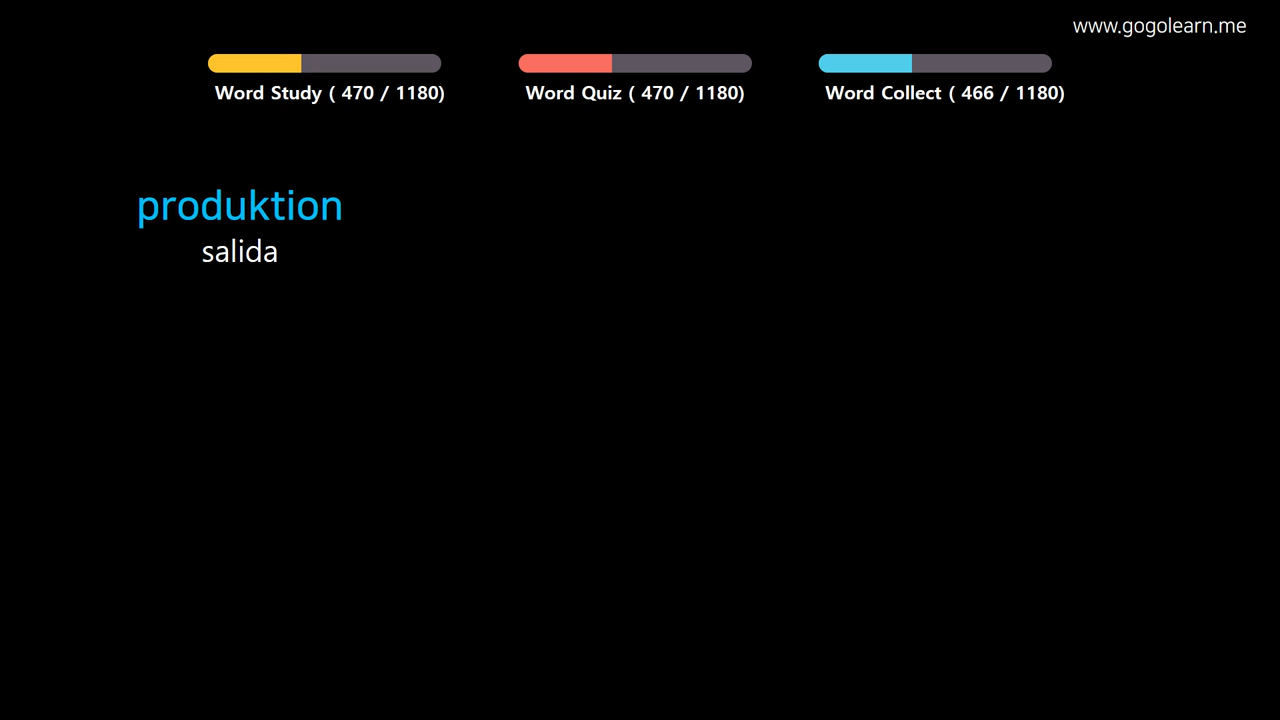 www.gogolearn.me
Word Study ( 470 / 1180)
Word Quiz ( 470 / 1180)
Word Collect ( 466 / 1180)
produktion
salida